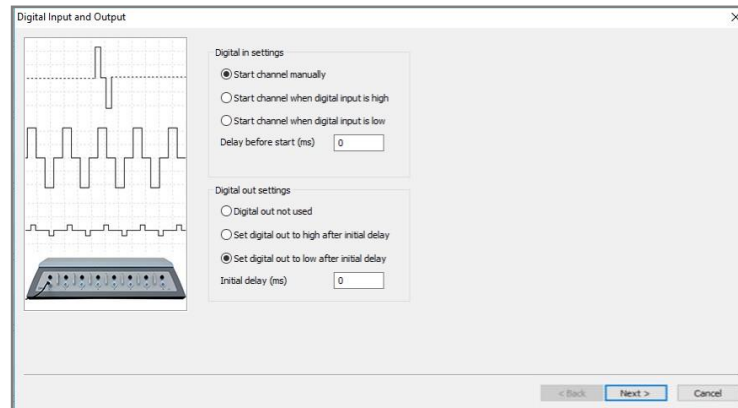 Digital Input and Output
Digital in settings
Start channel manually
Start channel when digital input is high
Start channel when digital input is low
Delay before start (ms) 0
Digital out settings
Digital out not used
Set digital out to high after initial delay
Set digital out to low after initial delay
Initial delay (ms) 0
< Back Next > Cancel